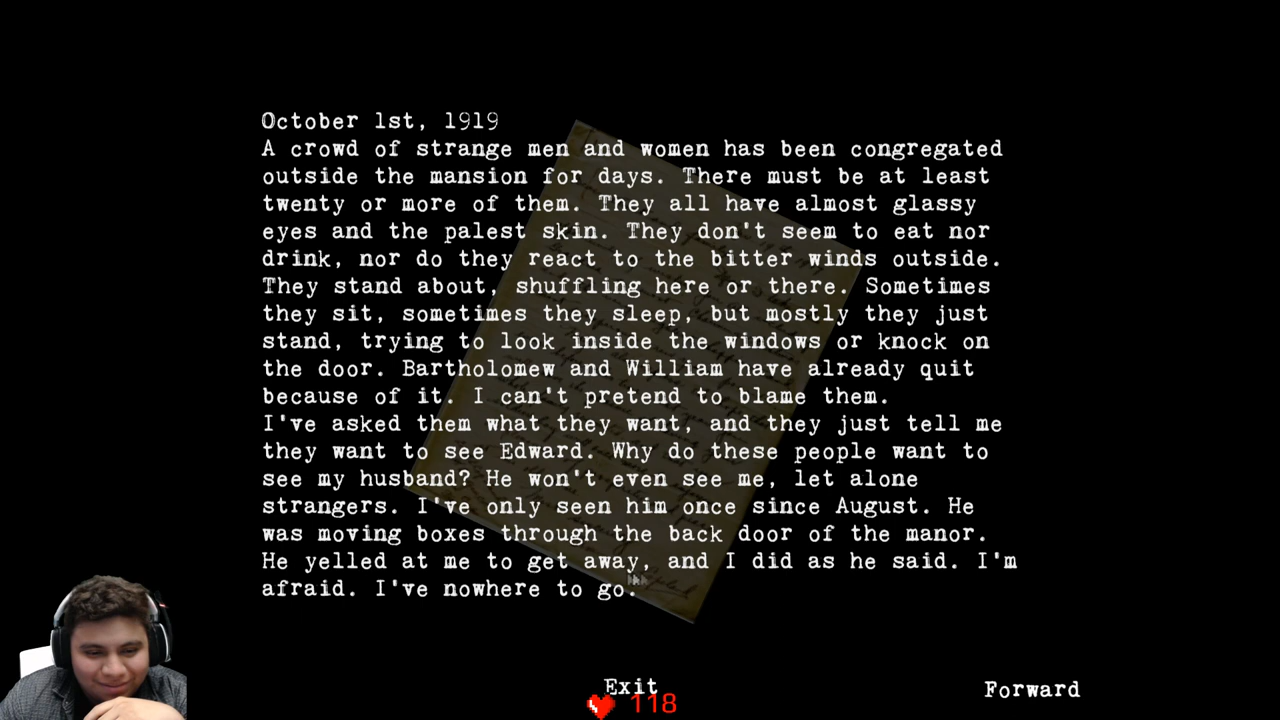 October 1st, 1919
A crowd of strange men and women has been congregated
outside the mansion for days. There must be at least
twenty or more of them. They all have almost glassy
eyes and the palest skin. They don't seem to eat nor
drink, nor do they react to the bitter winds outside.
They stand about, shuffling here or there. Sometimes
they sit, sometimes they sleep, but mostly they just
stand, trying to look inside the windows or knock on
the door. Bartholomew and William have already quit
because of it. I can't pretend to blame them.
I've asked them what they want, and they just tell me
they want to see Edward. Why do these people want to
see my husband? He won't even see me, let alone
strangers. I've only seen him once since August. He
was moving boxes through the back door of the manor.
He yelled at me to get away, and I did as he said. I'm
afraid. I've nowhere to go.
Exit
Forward
118